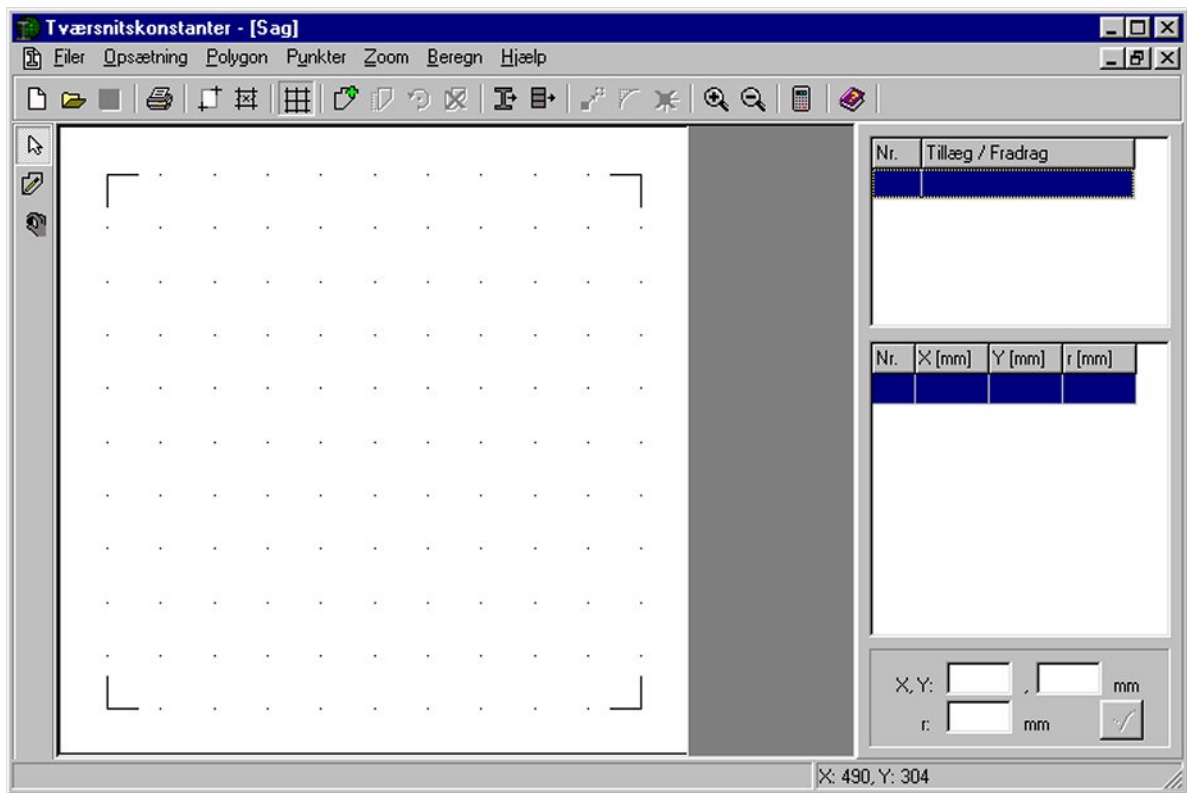 Tværsnitskonstanter - [Sag]
Filer Opsætning Polygon Punkter Zoom Beregn Hjælp
Nr. Tillæg / Fradrag
Nr. X [mm] Y [mm] r [mm]
X, Y: , mm
r: mm
X: 490, Y: 304